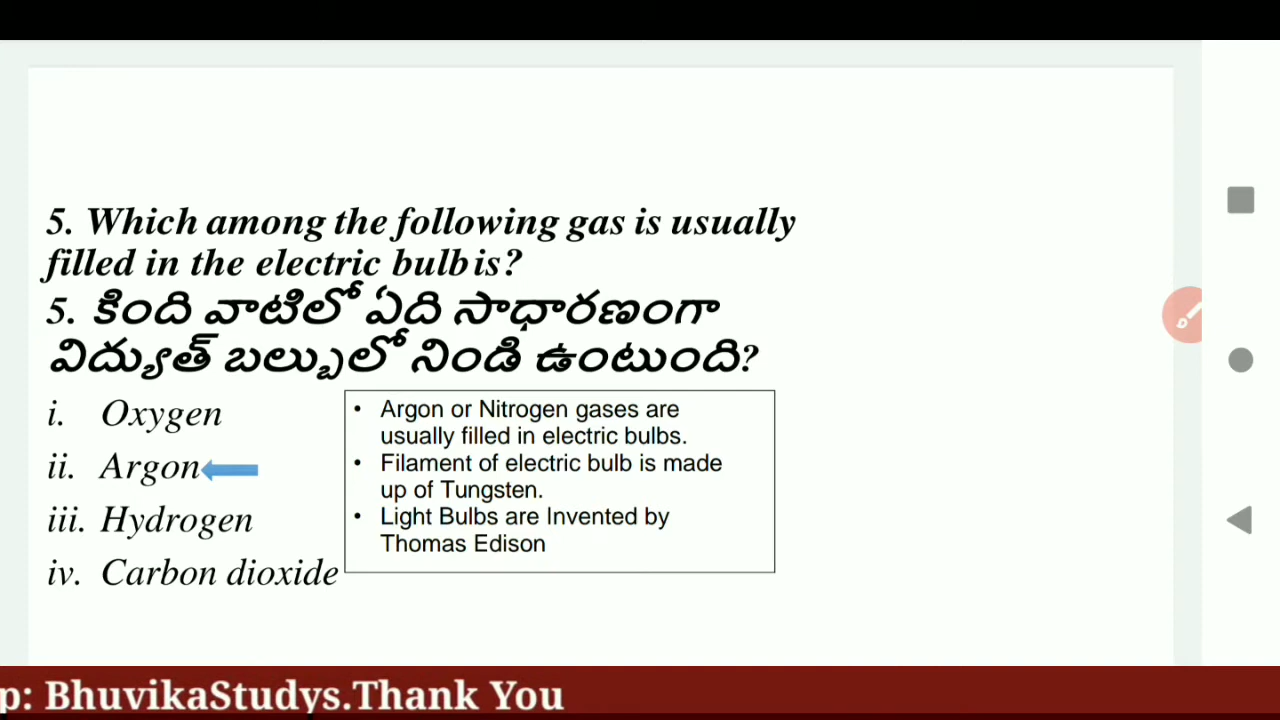 5. Which among the following gas is usually
filled in the electric bulb is?
5. కింది వాటిలో ఏది సాధారణంగా
విద్యుత్ బల్బులో నిండి ఉంటుంది?
i. Oxygen
ii. Argon
iii. Hydrogen
iv. Carbon dioxide
• Argon or Nitrogen gases are
usually filled in electric bulbs.
• Filament of electric bulb is made
up of Tungsten.
• Light Bulbs are Invented by
Thomas Edison
p: BhuvikaStudys.Thank You